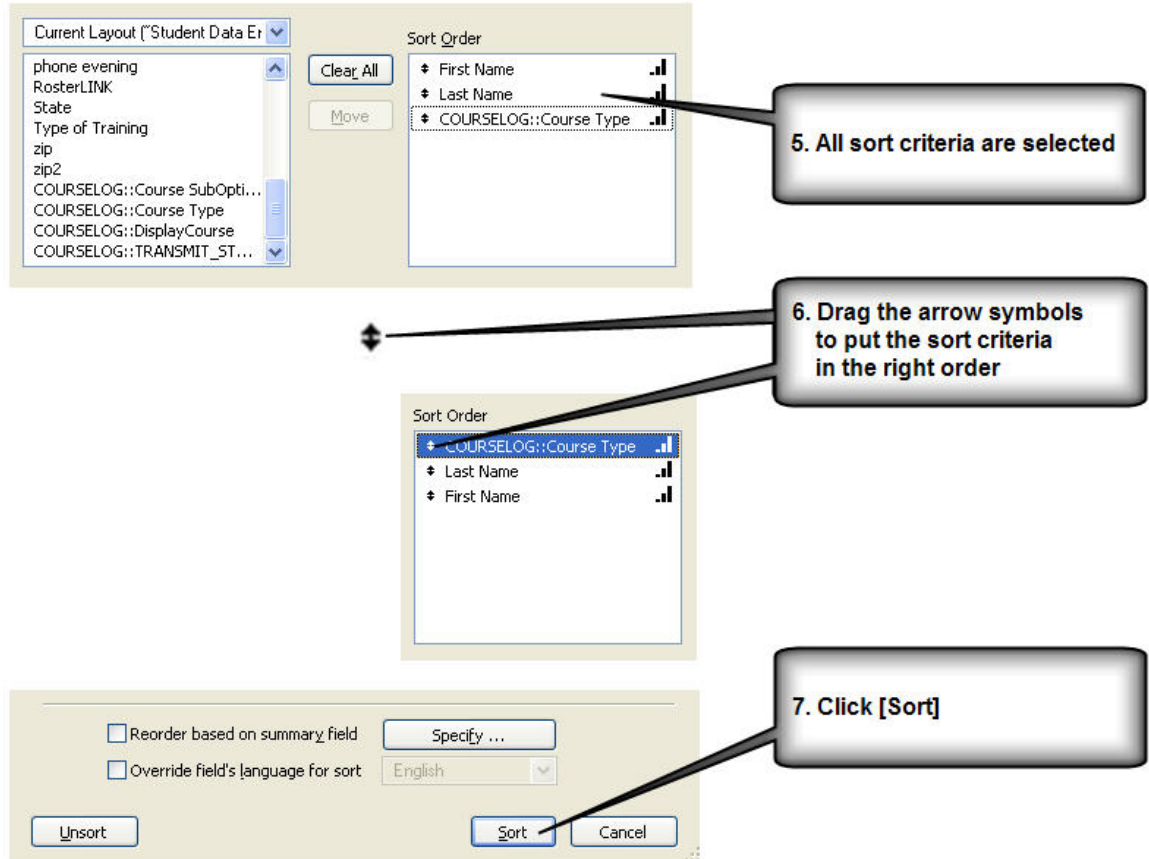 Current Layout ("Student Data Er
phone evening
RosterLINK
State
Type of Training
zip
zip2
COURSELOG::Course SubOpti...
COURSELOG::Course Type
COURSELOG::DisplayCourse
COURSELOG::TRANSMIT_ST...
Clear All
Move
Sort Order
First Name
Last Name
COURSELOG::Course Type
5. All sort criteria are selected
6. Drag the arrow symbols
to put the sort criteria
in the right order
Sort Order
COURSELOG::Course Type
Last Name
First Name
Reorder based on summary field
Specify ...
Override field's language for sort
English
Unsort
Sort
Cancel
7. Click [Sort]